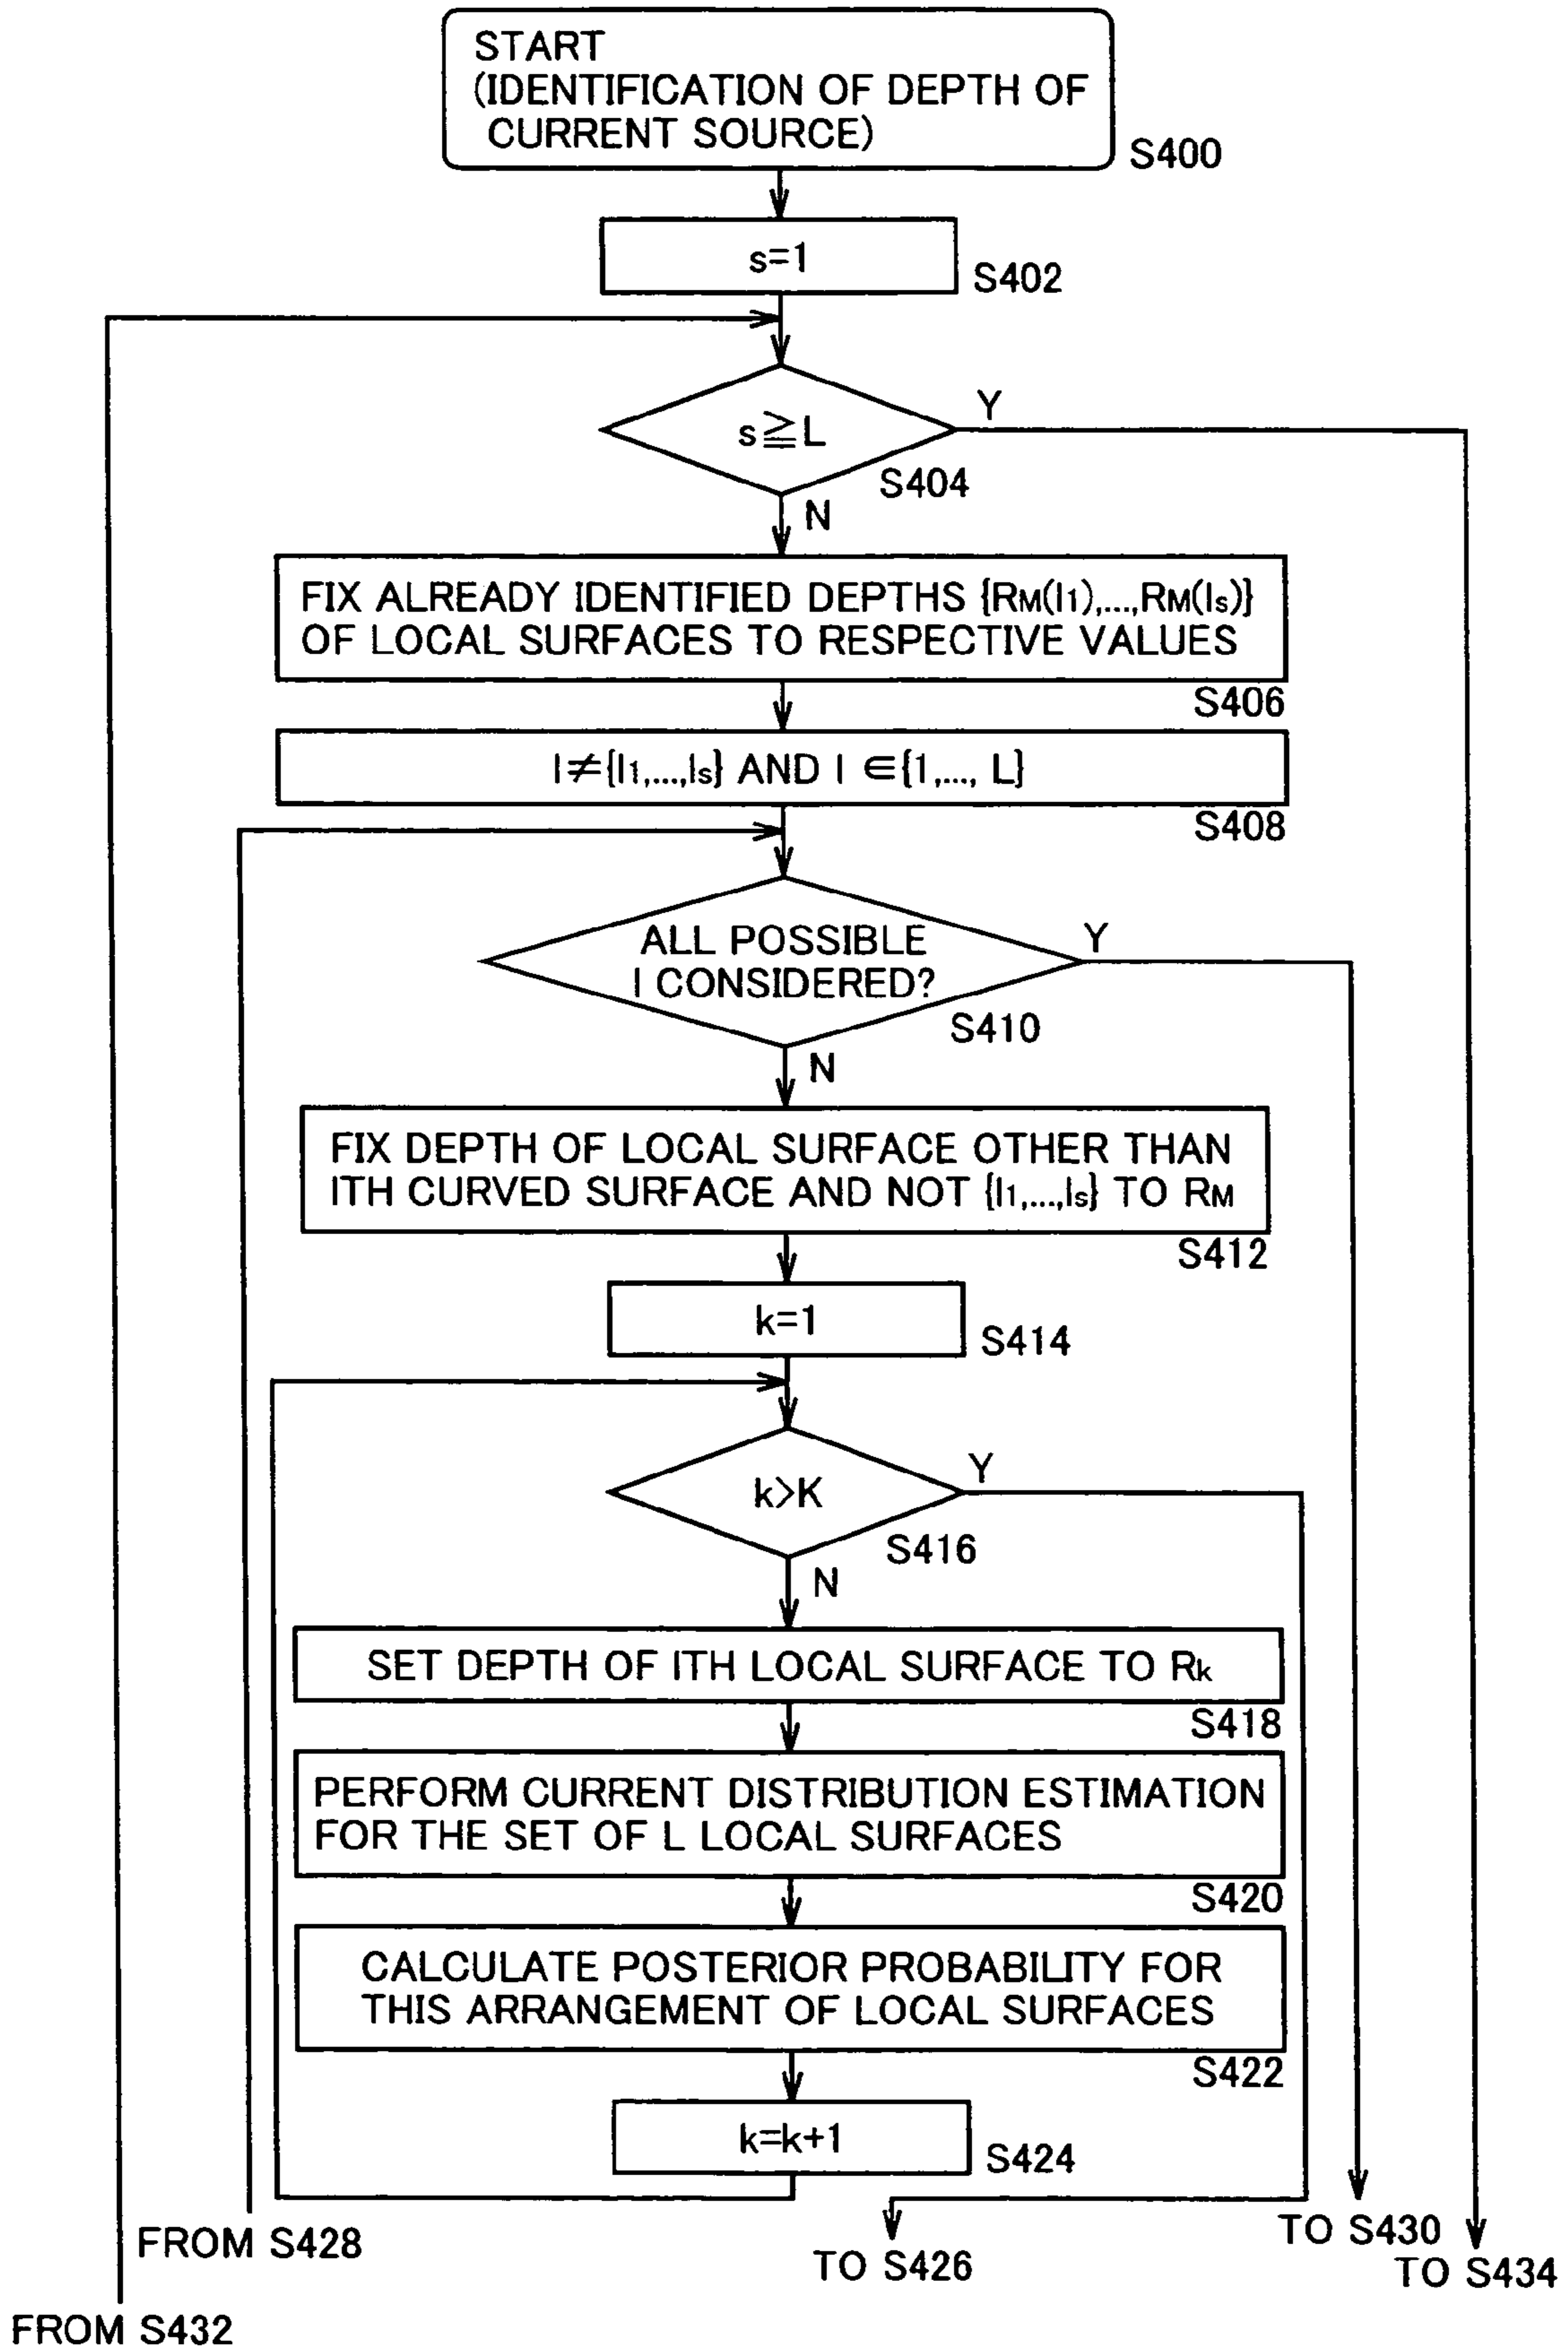 START
(IDENTIFICATION OF DEPTH OF
CURRENT SOURCE)
S400
s=1
S402
s≧L
Y
S404
N
FIX ALREADY IDENTIFIED DEPTHS {RM(l1),...,RM(ls)}
OF LOCAL SURFACES TO RESPECTIVE VALUES
S406
l≠{l1,...,ls} AND l ∈{1,..., L}
S408
ALL POSSIBLE
l CONSIDERED?
Y
S410
N
FIX DEPTH OF LOCAL SURFACE OTHER THAN
lTH CURVED SURFACE AND NOT {l1,...,ls} TO RM
S412
k=1
S414
k>K
Y
S416
N
SET DEPTH OF lTH LOCAL SURFACE TO Rk
S418
PERFORM CURRENT DISTRIBUTION ESTIMATION
FOR THE SET OF L LOCAL SURFACES
S420
CALCULATE POSTERIOR PROBABILITY FOR
THIS ARRANGEMENT OF LOCAL SURFACES
S422
k=k+1
S424
FROM S428
TO S426
TO S430
TO S434
FROM S432